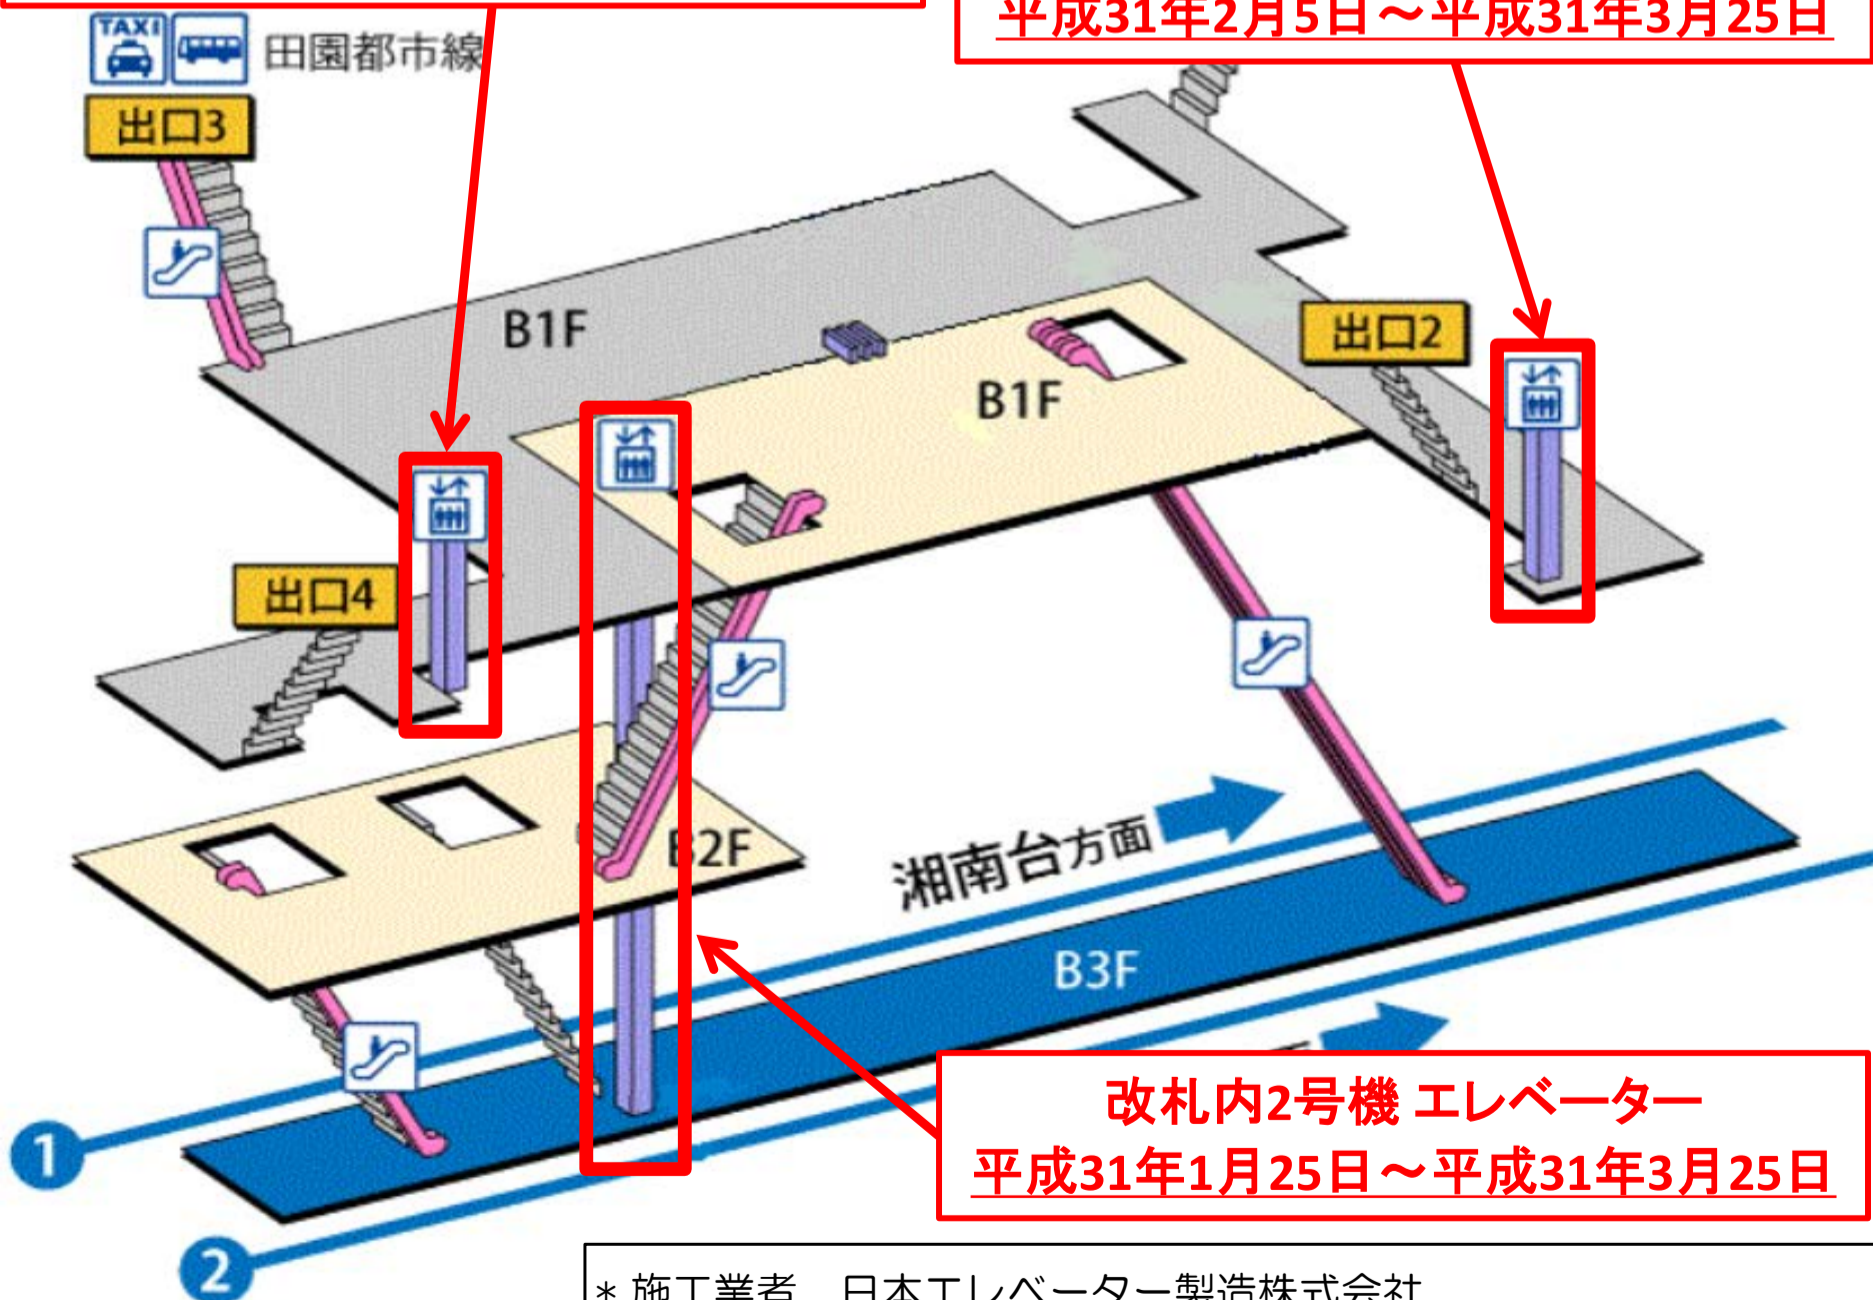 平成31年2月5日～平成31年3月25日
TAXI
田園都市線
出口3
B1F
出口2
B1F
出口4
B2F
湘南台方面
B3F
改札内2号機 エレベーター
平成31年1月25日～平成31年3月25日
1
2
* 施工業者　日本エレベーター製造株式会社